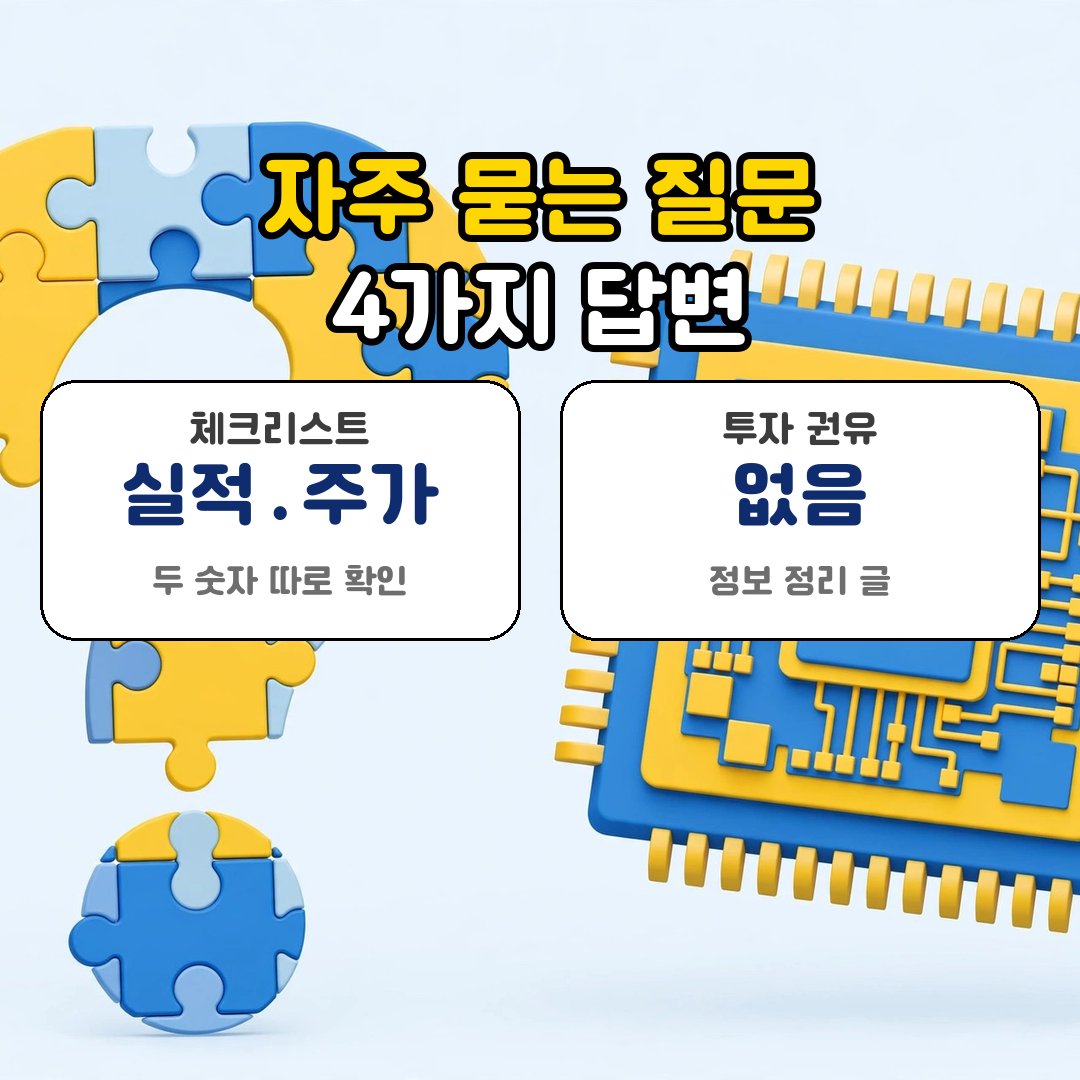 자주 묻는 질문
4가지 답변
체크리스트
실적.주가
두 숫자 따로 확인
투자 권유
없음
정보 정리 글